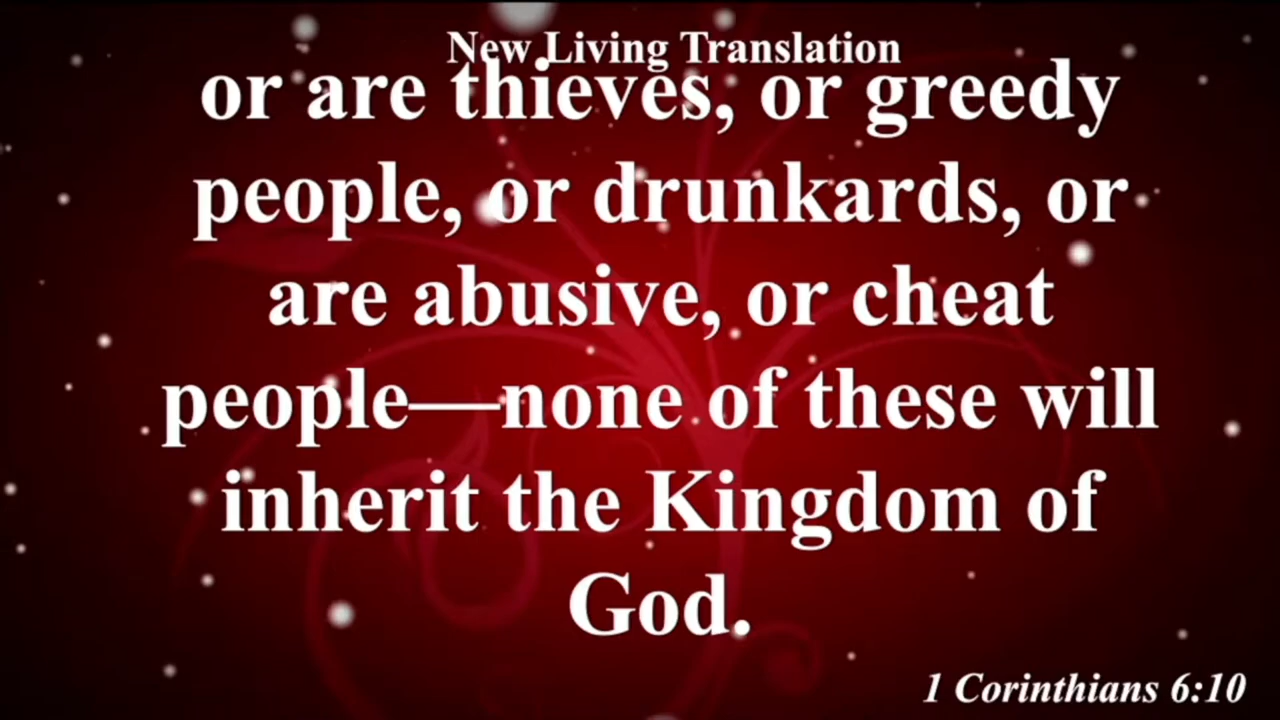 New Living Translation
or are thieves, or greedy
people, or drunkards, or
are abusive, or cheat
people—none of these will
inherit the Kingdom of
God.
1 Corinthians 6:10